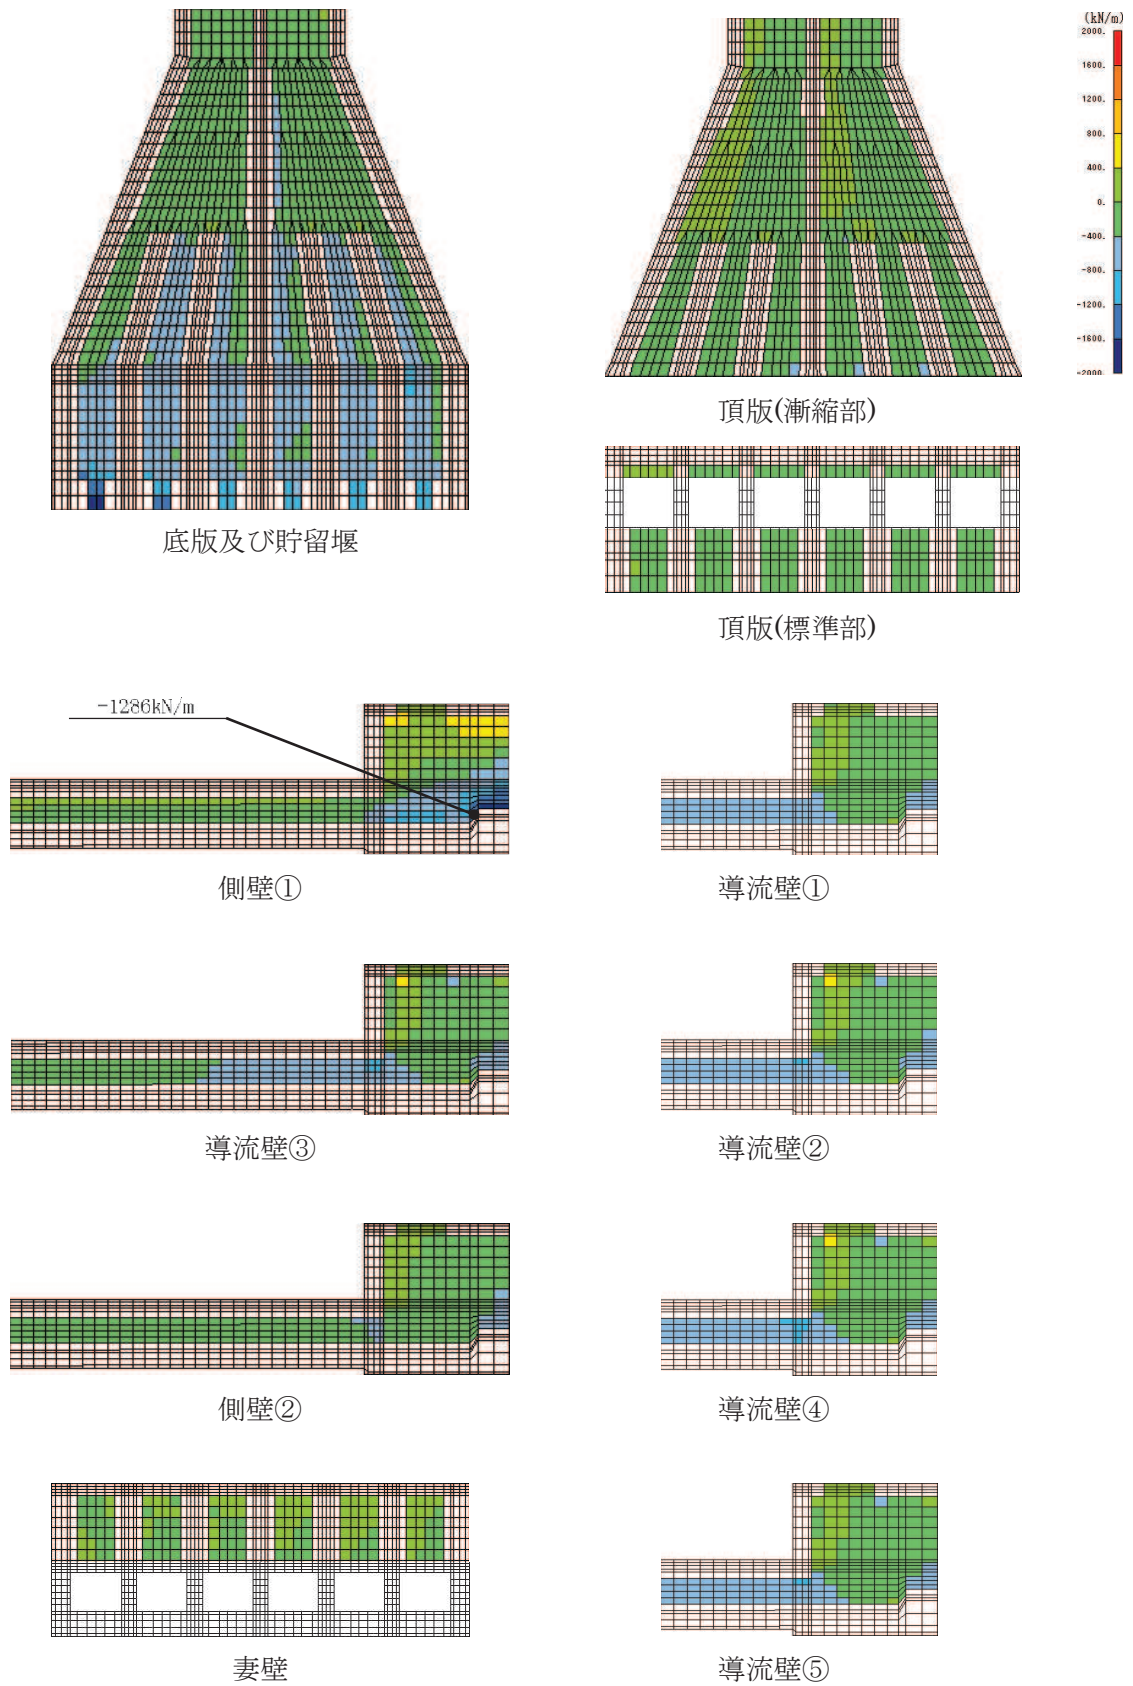 (kN/m)
2000.
1600.
1200.
800.
400.
0.
-400.
-800.
-1200.
-1600.
-2000.
頂版(漸縮部)
底版及び貯留堰
頂版(標準部)
-1286kN/m
側壁①
導流壁①
導流壁③
導流壁②
側壁②
導流壁④
妻壁
導流壁⑤